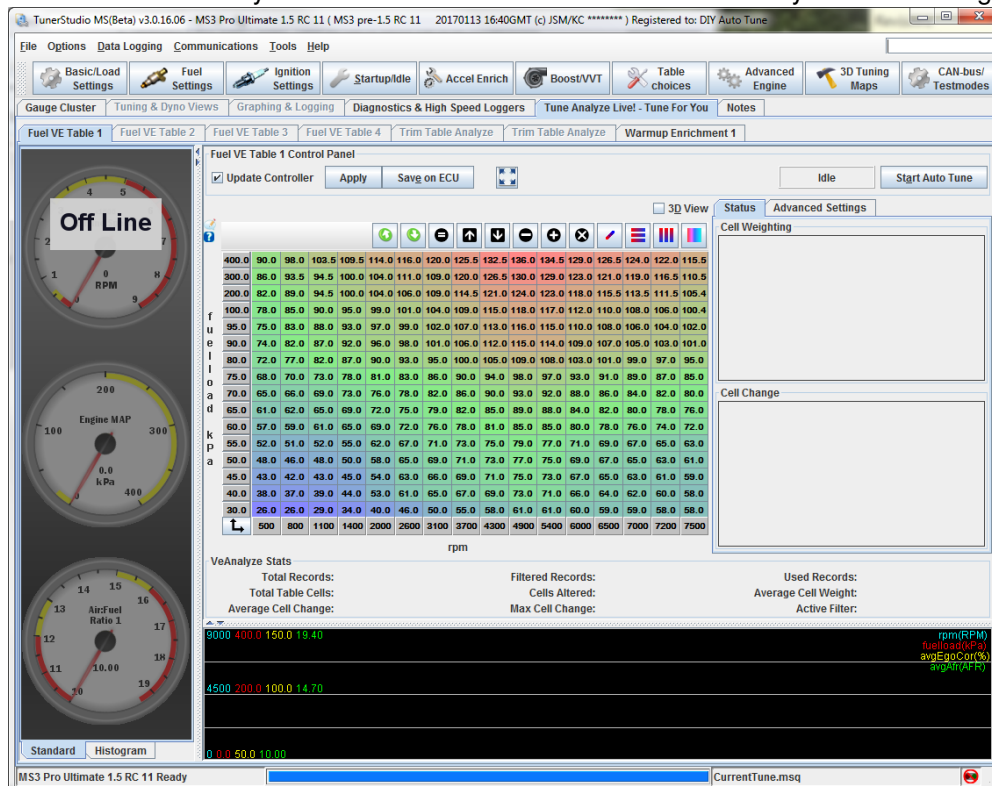 TunerStudio MS(Beta) v3.0.16.06 - MS3 Pro Ultimate 1.5 RC 11 ( MS3 pre-1.5 RC 11    20170113 16:40GMT (c) JSM/KC ******** ) Registered to: DIY Auto Tune
File Options Data Logging Communications Tools Help
Basic/Load Settings Fuel Settings Ignition Settings Startup/Idle Accel Enrich Boost/VVT Table choices Advanced Engine 3D Tuning Maps CAN-bus/ Testmodes
Gauge Cluster Tuning & Dyno Views Graphing & Logging Diagnostics & High Speed Loggers Tune Analyze Live! - Tune For You Notes
Fuel VE Table 1 Fuel VE Table 2 Fuel VE Table 3 Fuel VE Table 4 Trim Table Analyze Trim Table Analyze Warmup Enrichment 1
Fuel VE Table 1 Control Panel
Update Controller Apply Save on ECU Idle Start Auto Tune
3D View Status Advanced Settings
Cell Weighting
400.0 90.0 98.0 103.5 109.5 114.0 116.0 120.0 125.5 132.5 136.0 134.5 129.0 126.5 124.0 122.0 115.5
300.0 86.0 93.5 94.5 100.0 104.0 111.0 109.0 120.0 126.5 130.0 129.0 123.0 121.0 119.0 116.5 110.5
200.0 82.0 89.0 94.5 100.0 104.0 106.0 109.0 114.5 121.0 124.0 123.0 118.0 115.5 113.5 111.5 105.4
100.0 78.0 85.0 90.0 95.0 99.0 101.0 104.0 109.0 115.0 118.0 117.0 112.0 110.0 108.0 106.0 100.4
95.0 75.0 83.0 88.0 93.0 97.0 99.0 102.0 107.0 113.0 116.0 115.0 110.0 108.0 106.0 104.0 102.0
90.0 74.0 82.0 87.0 92.0 96.0 98.0 101.0 106.0 112.0 115.0 114.0 109.0 107.0 105.0 103.0 101.0
80.0 72.0 77.0 82.0 87.0 90.0 93.0 95.0 100.0 105.0 109.0 108.0 103.0 101.0 99.0 97.0 95.0
75.0 68.0 70.0 73.0 78.0 81.0 83.0 86.0 90.0 94.0 98.0 97.0 93.0 91.0 89.0 87.0 85.0
70.0 65.0 66.0 69.0 73.0 76.0 78.0 82.0 86.0 90.0 93.0 92.0 88.0 86.0 84.0 82.0 80.0
65.0 61.0 62.0 65.0 69.0 72.0 75.0 79.0 82.0 85.0 89.0 88.0 84.0 82.0 80.0 78.0 76.0
60.0 57.0 59.0 61.0 65.0 69.0 72.0 76.0 78.0 81.0 85.0 85.0 80.0 78.0 76.0 74.0 72.0
55.0 52.0 51.0 52.0 55.0 62.0 67.0 71.0 73.0 75.0 79.0 77.0 71.0 69.0 67.0 65.0 63.0
50.0 48.0 46.0 48.0 50.0 58.0 65.0 69.0 71.0 73.0 77.0 75.0 69.0 67.0 65.0 63.0 61.0
45.0 43.0 42.0 43.0 45.0 54.0 63.0 66.0 69.0 71.0 75.0 73.0 67.0 65.0 63.0 61.0 59.0
40.0 38.0 37.0 39.0 44.0 53.0 61.0 65.0 67.0 69.0 73.0 71.0 66.0 64.0 62.0 60.0 58.0
30.0 26.0 26.0 29.0 34.0 40.0 46.0 50.0 55.0 58.0 61.0 61.0 60.0 59.0 59.0 58.0 58.0
500 800 1100 1400 2000 2600 3100 3700 4300 4900 5400 6000 6500 7000 7200 7500
fuelload kPa
rpm
Cell Change
Off Line
1 2 4 5 7 8 9
0
RPM
100 200 300 400
Engine MAP
0.0
kPa
10 11 12 13 14 15 16 17 18 19
Air:Fuel
Ratio 1
10.00
VeAnalyze Stats
Total Records: Filtered Records: Used Records:
Total Table Cells: Cells Altered: Average Cell Weight:
Average Cell Change: Max Cell Change: Active Filter:
9000 400.0 150.0 19.40 rpm(RPM)
fuelload(kPa)
avgEgoCor(%)
avgAfr(AFR)
4500 200.0 100.0 14.70
0 0.0 50.0 10.00
Standard Histogram
MS3 Pro Ultimate 1.5 RC 11 Ready CurrentTune.msq